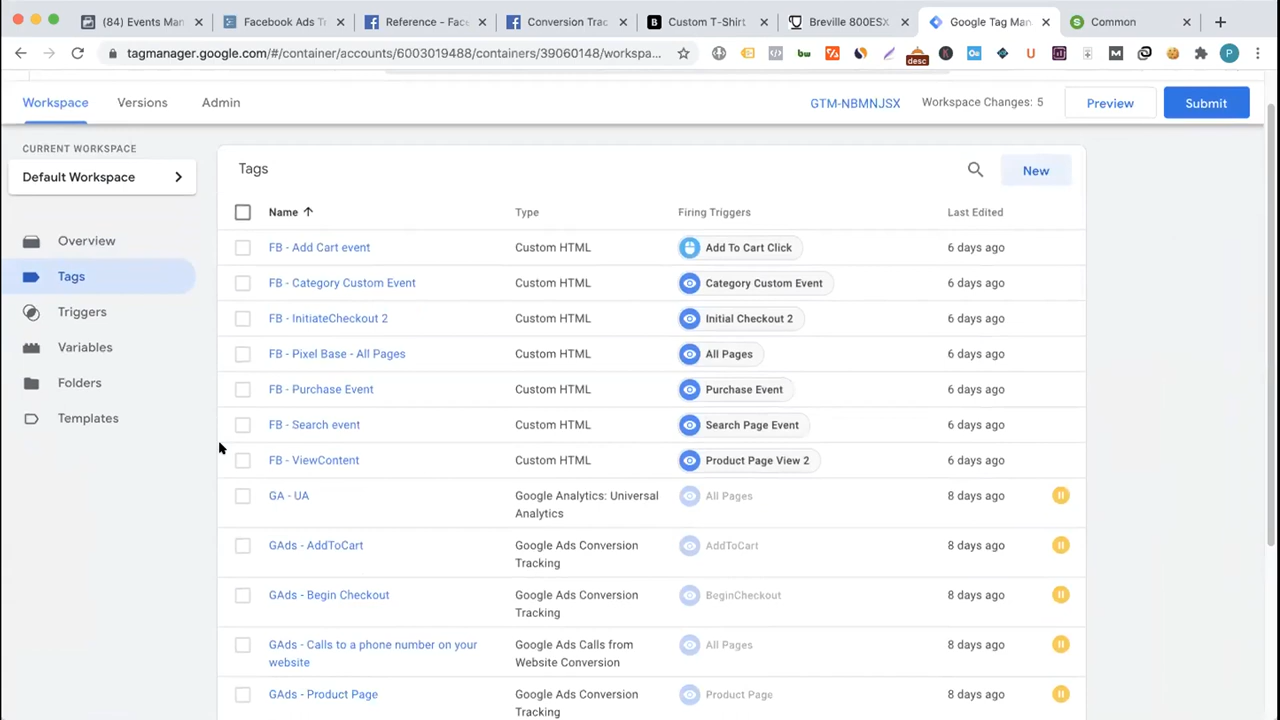 (84) Events Man
Facebook Ads T
Reference - Face
Conversion Trac
Custom T-Shirt
Breville 800ESX
Google Tag Man
Common
tagmanager.google.com/#/container/accounts/6003019488/containers/39060148/workspa...
desc
P
Workspace
Versions
Admin
GTM-NBMNJSX
Workspace Changes: 5
Preview
Submit
CURRENT WORKSPACE
Default Workspace
Overview
Tags
Triggers
Variables
Folders
Templates
Tags
New
Name Type Firing Triggers Last Edited
FB - Add Cart event Custom HTML Add To Cart Click 6 days ago
FB - Category Custom Event Custom HTML Category Custom Event 6 days ago
FB - InitiateCheckout 2 Custom HTML Initial Checkout 2 6 days ago
FB - Pixel Base - All Pages Custom HTML All Pages 6 days ago
FB - Purchase Event Custom HTML Purchase Event 6 days ago
FB - Search event Custom HTML Search Page Event 6 days ago
FB - ViewContent Custom HTML Product Page View 2 6 days ago
GA - UA Google Analytics: Universal All Pages 8 days ago
Analytics
GAds - AddToCart Google Ads Conversion AddToCart 8 days ago
Tracking
GAds - Begin Checkout Google Ads Conversion BeginCheckout 8 days ago
Tracking
GAds - Calls to a phone number on your Google Ads Calls from All Pages 8 days ago
website Website Conversion
GAds - Product Page Google Ads Conversion Product Page 8 days ago
Tracking